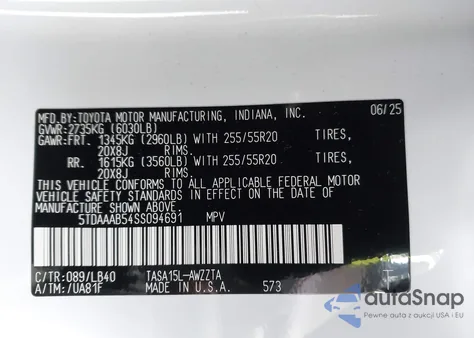 MFD.BY:TOYOTA MOTOR MANUFACTURING, INDIANA, INC. 06/25
GVWR:2735KG (6030LB)
GAWR:FRT. 1345KG (2960LB) WITH 255/55R20 TIRES,
20X8J RIMS.
RR. 1615KG (3560LB) WITH 255/55R20 TIRES,
20X8J RIMS.
THIS VEHICLE CONFORMS TO ALL APPLICABLE FEDERAL MOTOR
VEHICLE SAFETY STANDARDS IN EFFECT ON THE DATE OF
MANUFACTURE SHOWN ABOVE.
5TDAAAB54SS094691 MPV
C/TR:089/LB40 TASA15L-AWZZTA
A/TM:/UA81F MADE IN U.S.A. 573
autaSnap
Pewne auta z aukcji USA i EU